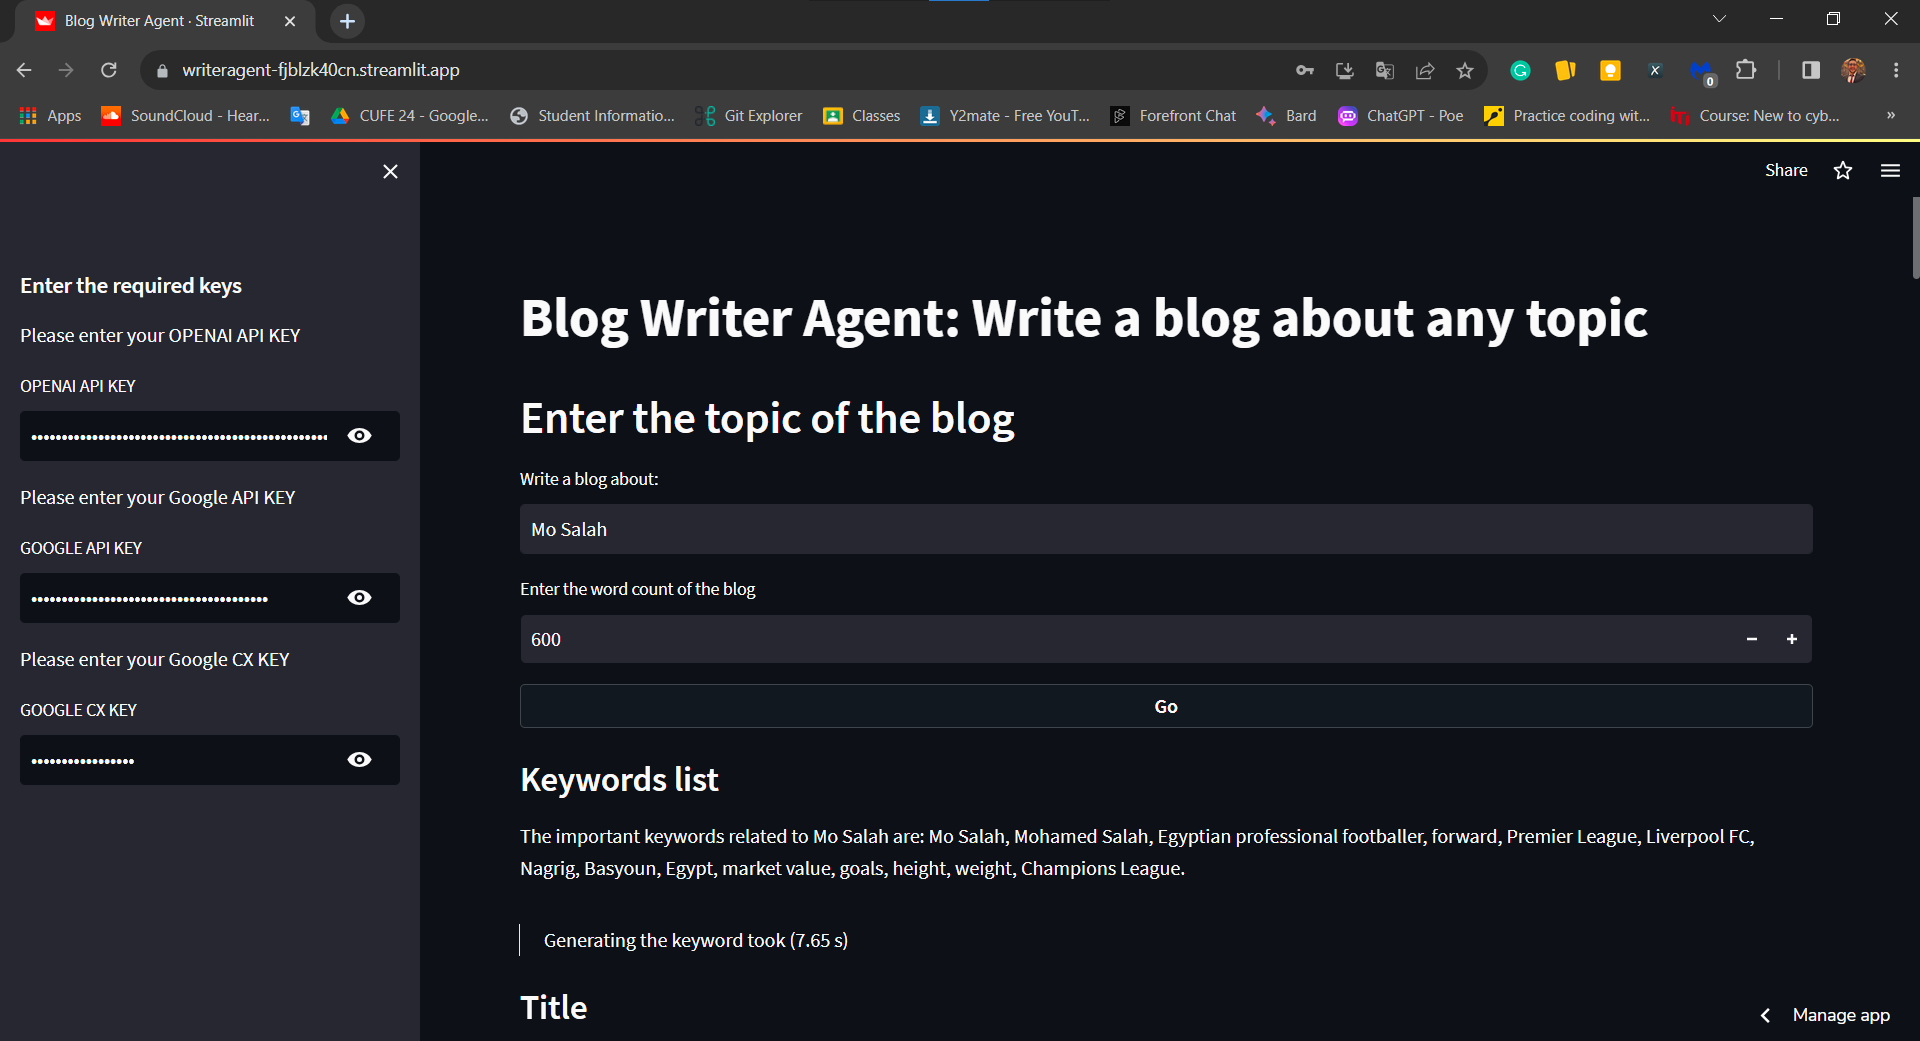 Blog Writer Agent · Streamlit
writeragent-fjblzk40cn.streamlit.app
0
Apps
SoundCloud - Hear...
CUFE 24 - Google...
Student Informatio...
Git Explorer
Classes
Y2mate - Free YouT...
Forefront Chat
Bard
ChatGPT - Poe
Practice coding wit...
Course: New to cyb...
»
Share
Enter the required keys
Please enter your OPENAI API KEY
OPENAI API KEY
Please enter your Google API KEY
GOOGLE API KEY
Please enter your Google CX KEY
GOOGLE CX KEY
Blog Writer Agent: Write a blog about any topic
Enter the topic of the blog
Write a blog about:
Mo Salah
Enter the word count of the blog
600
Go
Keywords list
The important keywords related to Mo Salah are: Mo Salah, Mohamed Salah, Egyptian professional footballer, forward, Premier League, Liverpool FC,
Nagrig, Basyoun, Egypt, market value, goals, height, weight, Champions League.
Generating the keyword took (7.65 s)
Title
Manage app